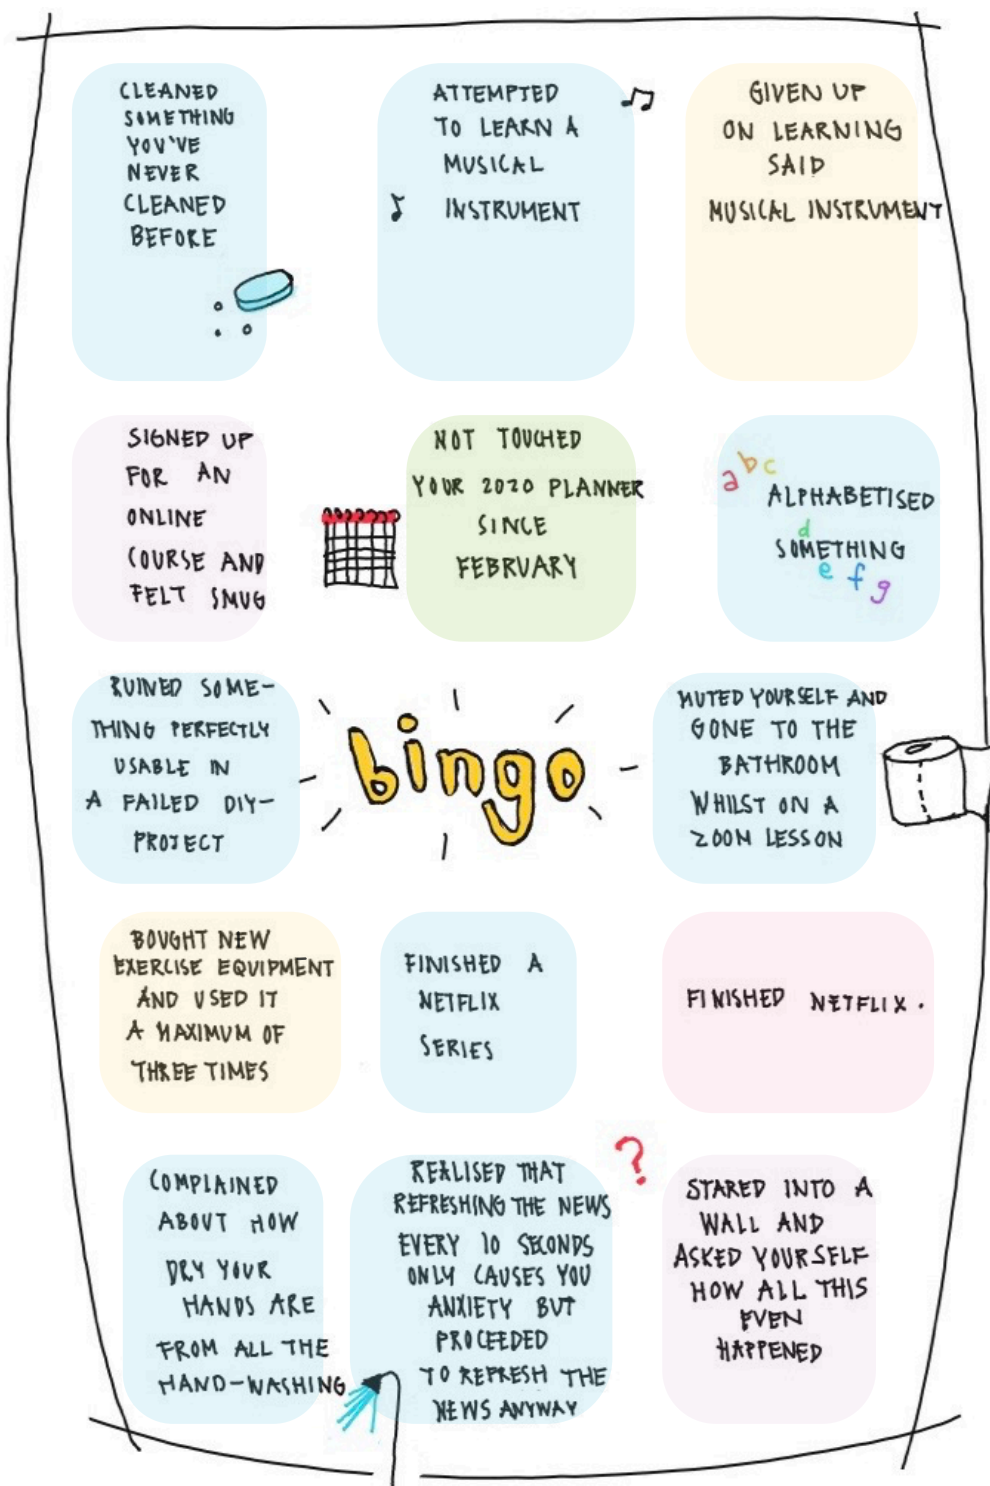 CLEANED
SOMETHING
YOU'VE
NEVER
CLEANED
BEFORE
ATTEMPTED
TO LEARN A
MUSICAL
INSTRUMENT
GIVEN UP
ON LEARNING
SAID
MUSICAL INSTRUMENT
SIGNED UP
FOR AN
ONLINE
COURSE AND
FELT SMUG
NOT TOUCHED
YOUR 2020 PLANNER
SINCE
FEBRUARY
a b c
ALPHABETISED
d
SOMETHING
e f g
RUINED SOME-
THING PERFECTLY
USABLE IN
A FAILED DIY-
PROJECT
bingo
MUTED YOURSELF AND
GONE TO THE
BATHROOM
WHILST ON A
ZOOM LESSON
BOUGHT NEW
EXERCISE EQUIPMENT
AND USED IT
A MAXIMUM OF
THREE TIMES
FINISHED A
NETFLIX
SERIES
FINISHED NETFLIX.
COMPLAINED
ABOUT HOW
DRY YOUR
HANDS ARE
FROM ALL THE
HAND-WASHING
REALISED THAT
REFRESHING THE NEWS
EVERY 10 SECONDS
ONLY CAUSES YOU
ANXIETY BUT
PROCEEDED
TO REFRESH THE
NEWS ANYWAY
?
STARED INTO A
WALL AND
ASKED YOURSELF
HOW ALL THIS
EVEN
HAPPENED